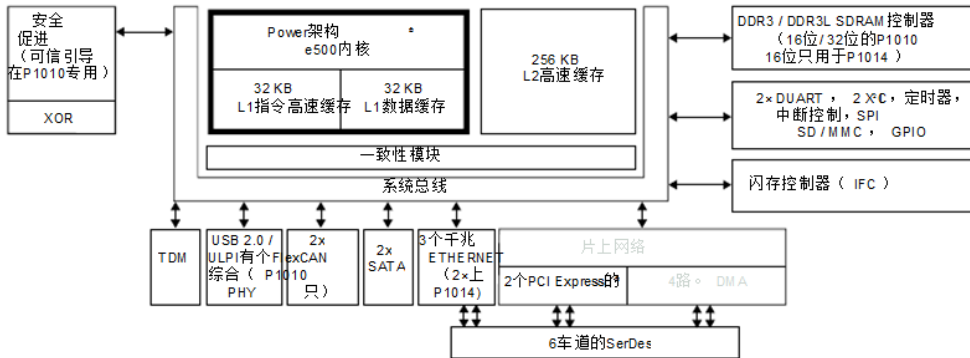 安全
促进
（可信引导
在P1010专用）
XOR
Power架构 ®
e500内核
32 KB
L1指令高速缓存
32 KB
L1数据缓存
256 KB
L2高速缓存
一致性模块
系统总线
DDR3 / DDR3L SDRAM控制器
（16位/ 32位的P1010
16位只用于P1014 ）
2× DUART ， 2 X²C，定时器，
中断控制，SPI
SD / MMC ， GPIO
闪存控制器（ IFC ）
TDM
USB 2.0 /
ULPI有个
综合（
PHY
2x
FlexCAN
P1010
只）
2x
SATA
3个千兆
ETHERNET
（2×上
P1014)
片上网络
2个PCI Express的
4路。 DMA
6车道的SerDes